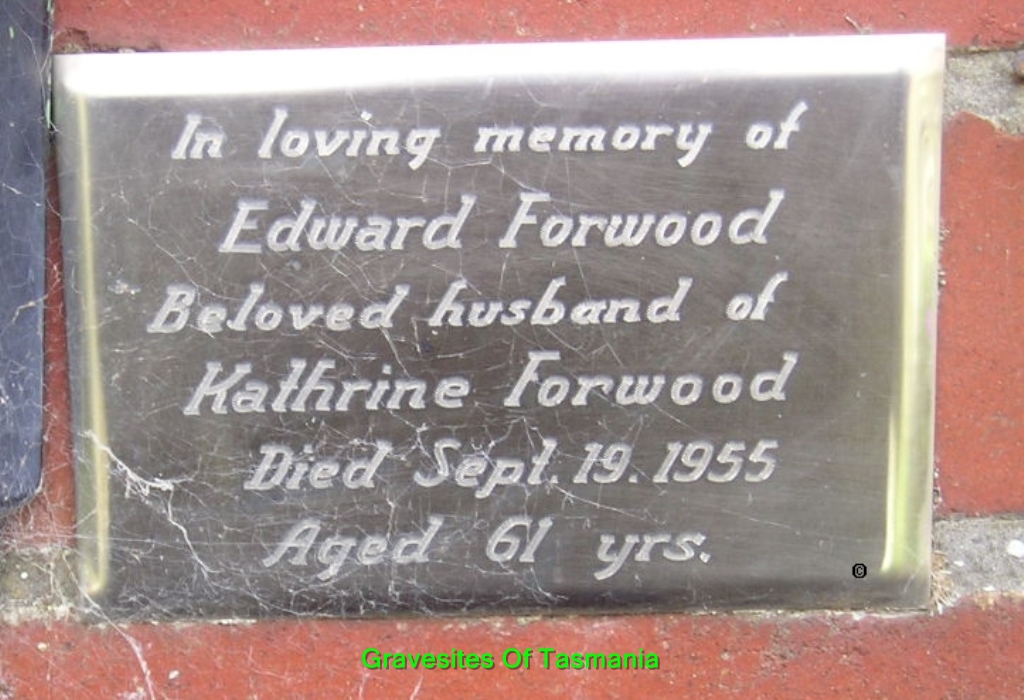 In loving memory of
Edward Forwood
Beloved husband of
Kathrine Forwood
Died Sept. 19. 1955
Aged 61 yrs.
©
Gravesites Of Tasmania